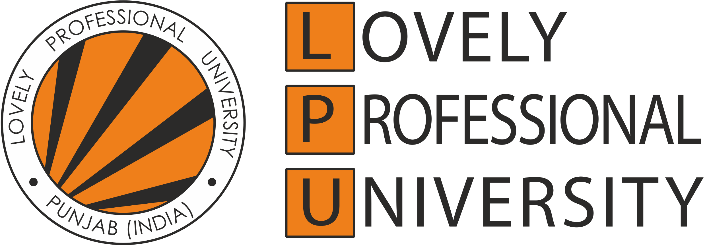 LOVELY PROFESSIONAL UNIVERSITY
• PUNJAB (INDIA) •
LOVELY
PROFESSIONAL
UNIVERSITY